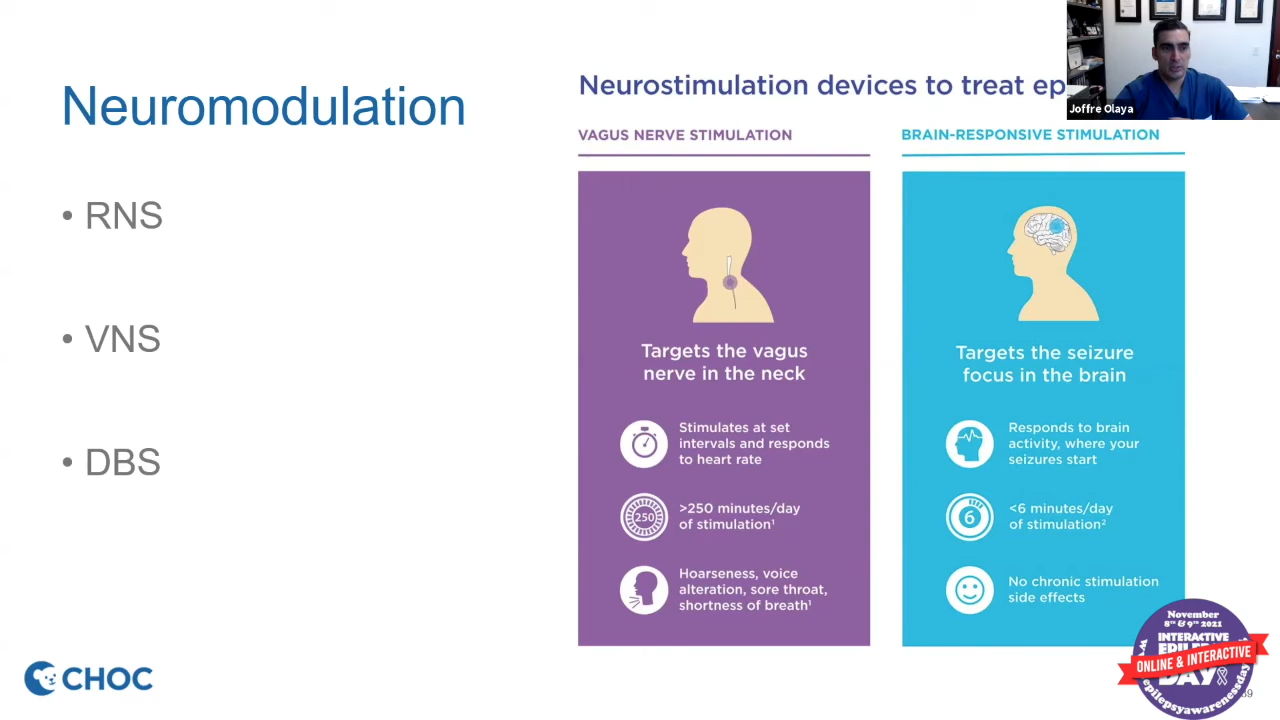 Neuromodulation
• RNS
• VNS
• DBS
Neurostimulation devices to treat ep
Joffre Olaya
VAGUS NERVE STIMULATION
Targets the vagus
nerve in the neck
Stimulates at set
intervals and responds
to heart rate
250
>250 minutes/day
of stimulation¹
Hoarseness, voice
alteration, sore throat,
shortness of breath¹
BRAIN-RESPONSIVE STIMULATION
Targets the seizure
focus in the brain
Responds to brain
activity, where your
seizures start
6
<6 minutes/day
of stimulation²
No chronic stimulation
side effects
CHOC
November
8TH & 9TH 2021
INTERACTIVE
ONLINE & INTERACTIVE
DAY